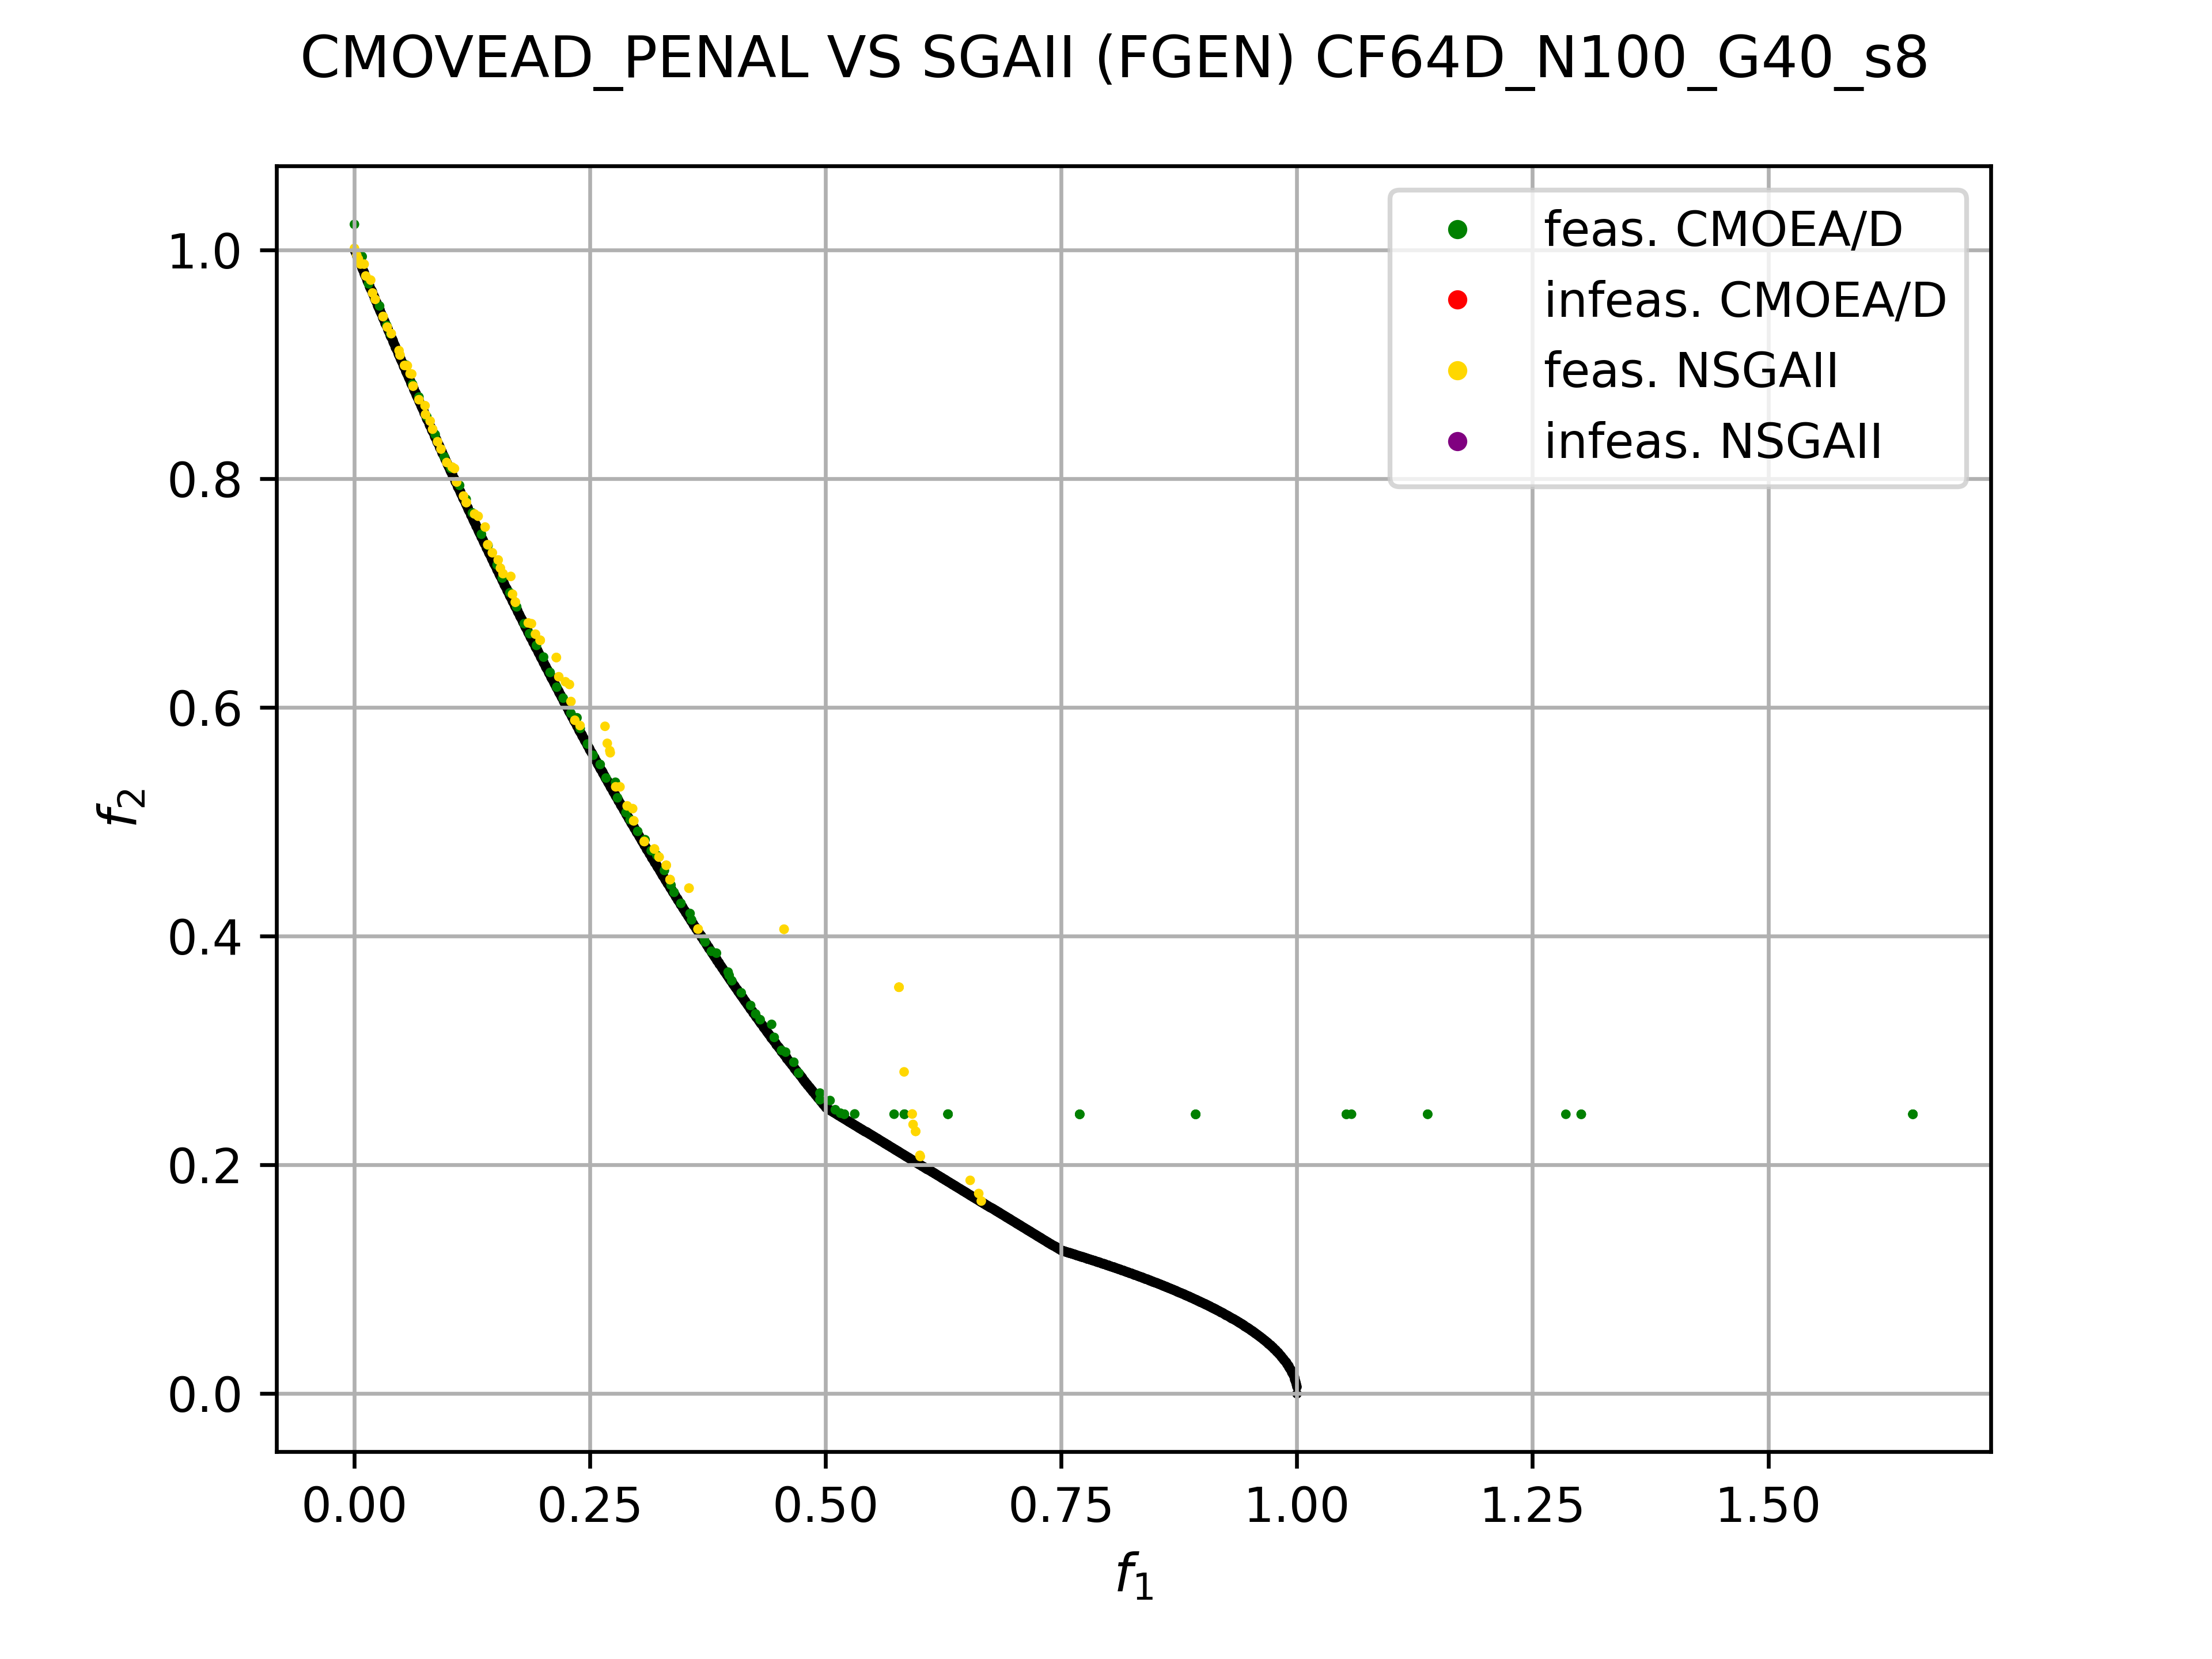 CMOVEAD_PENAL VS SGAII (FGEN) CF64D_N100_G40_s8
feas. CMOEA/D
infeas. CMOEA/D
feas. NSGAII
infeas. NSGAII
1.0
0.8
0.6
0.4
0.2
0.0
f2
0.00 0.25 0.50 0.75 1.00 1.25 1.50
f1